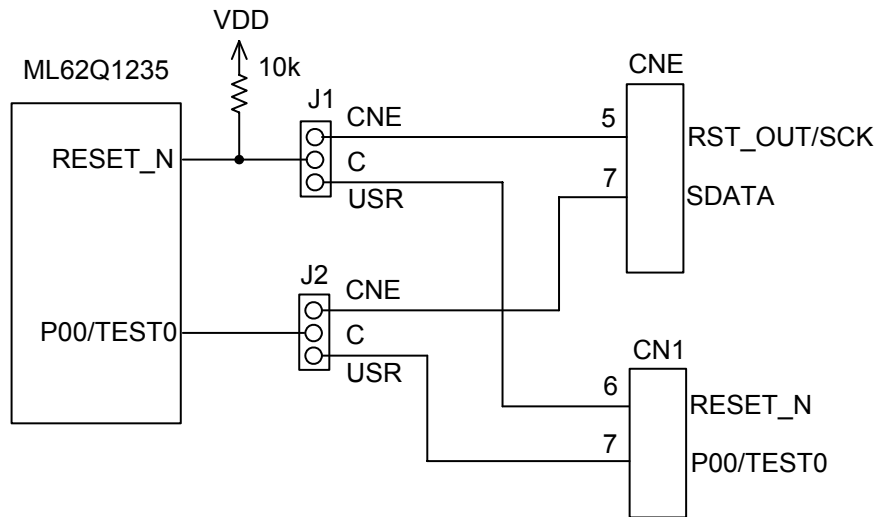 VDD
ML62Q1235
10k
J1
CNE
C
USR
RESET_N
CNE
5
RST_OUT/SCK
7
SDATA
J2
CNE
C
USR
P00/TEST0
CN1
6
RESET_N
7
P00/TEST0